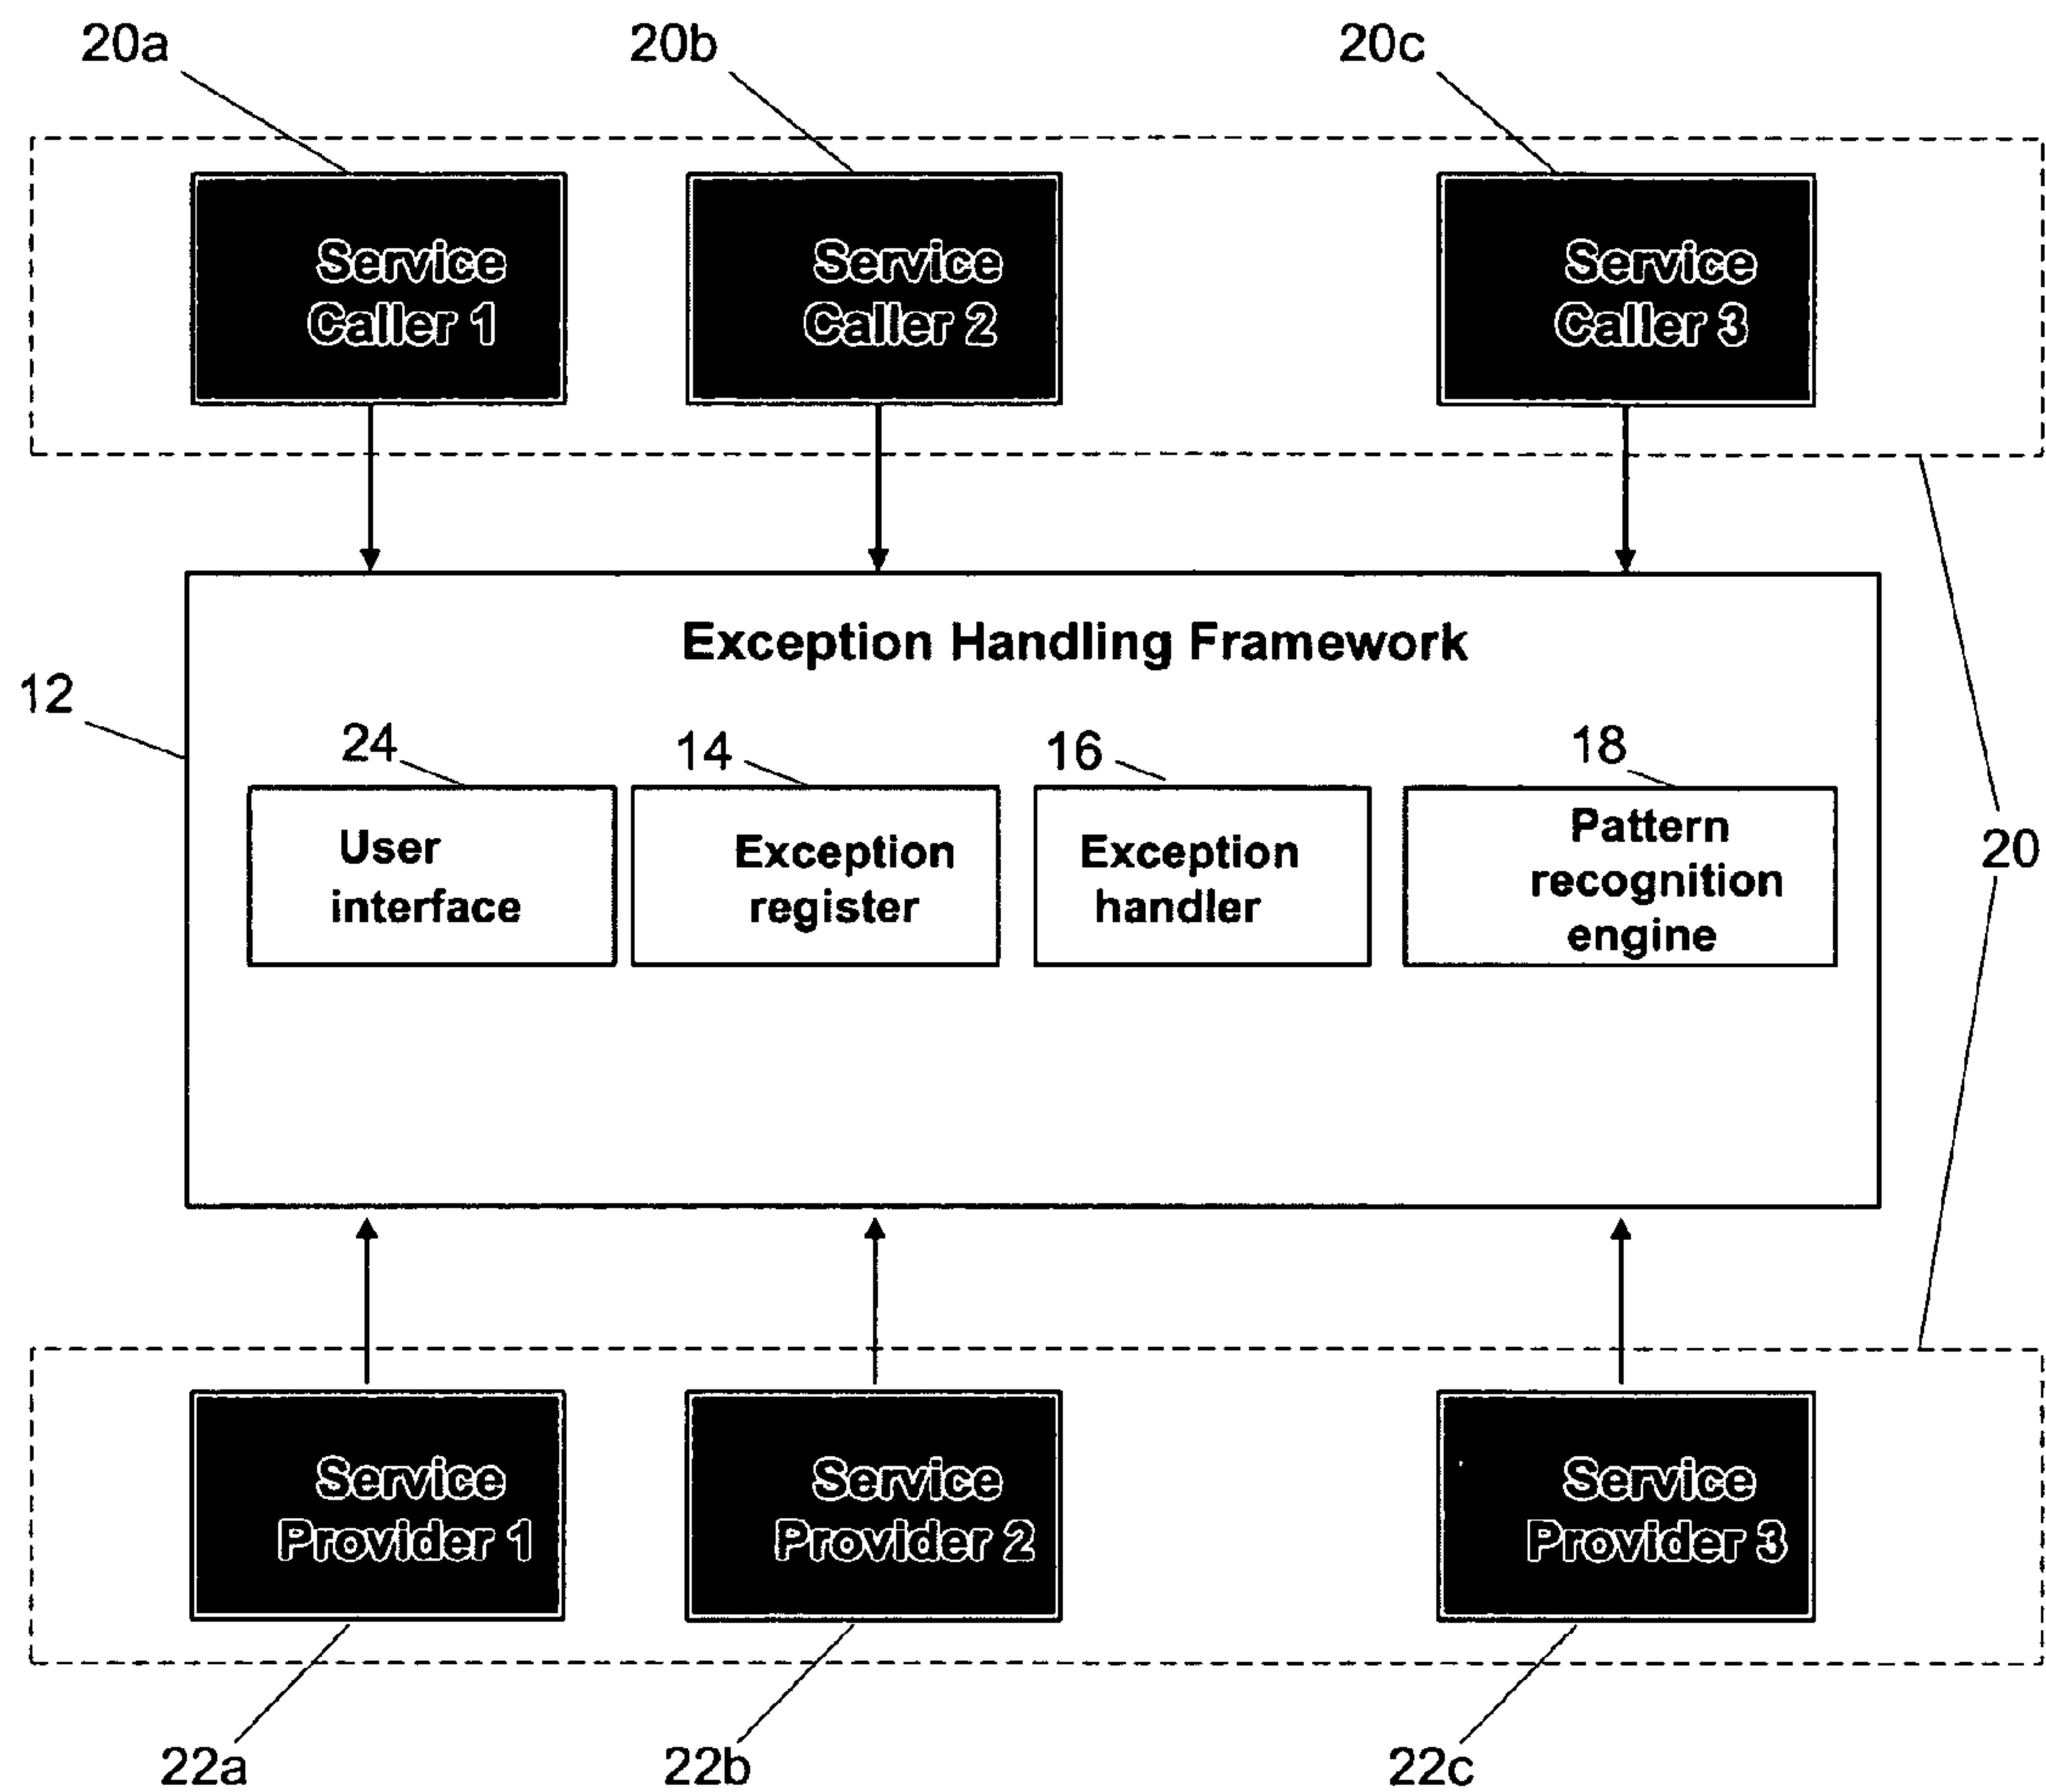 20a
20b
20c
Service
Caller 1
Service
Caller 2
Service
Caller 3
Exception Handling Framework
12
24
14
16
18
User
interface
Exception
register
Exception
handler
Pattern
recognition
engine
20
Service
Provider 1
Service
Provider 2
Service
Provider 3
22a
22b
22c